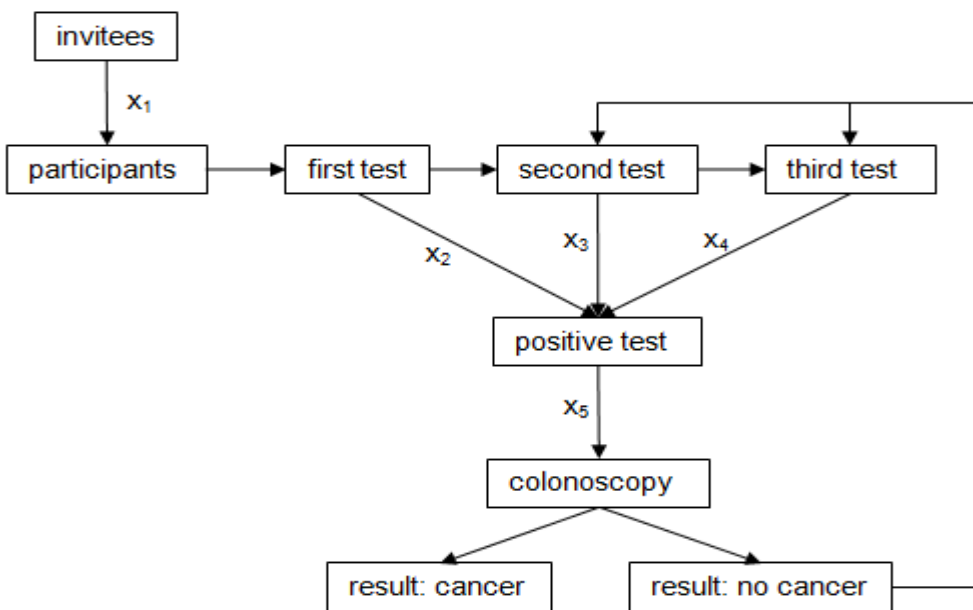 invitees
x₁
participants
first test
second test
third test
x₂
x₃
x₄
positive test
x₅
colonoscopy
result: cancer
result: no cancer